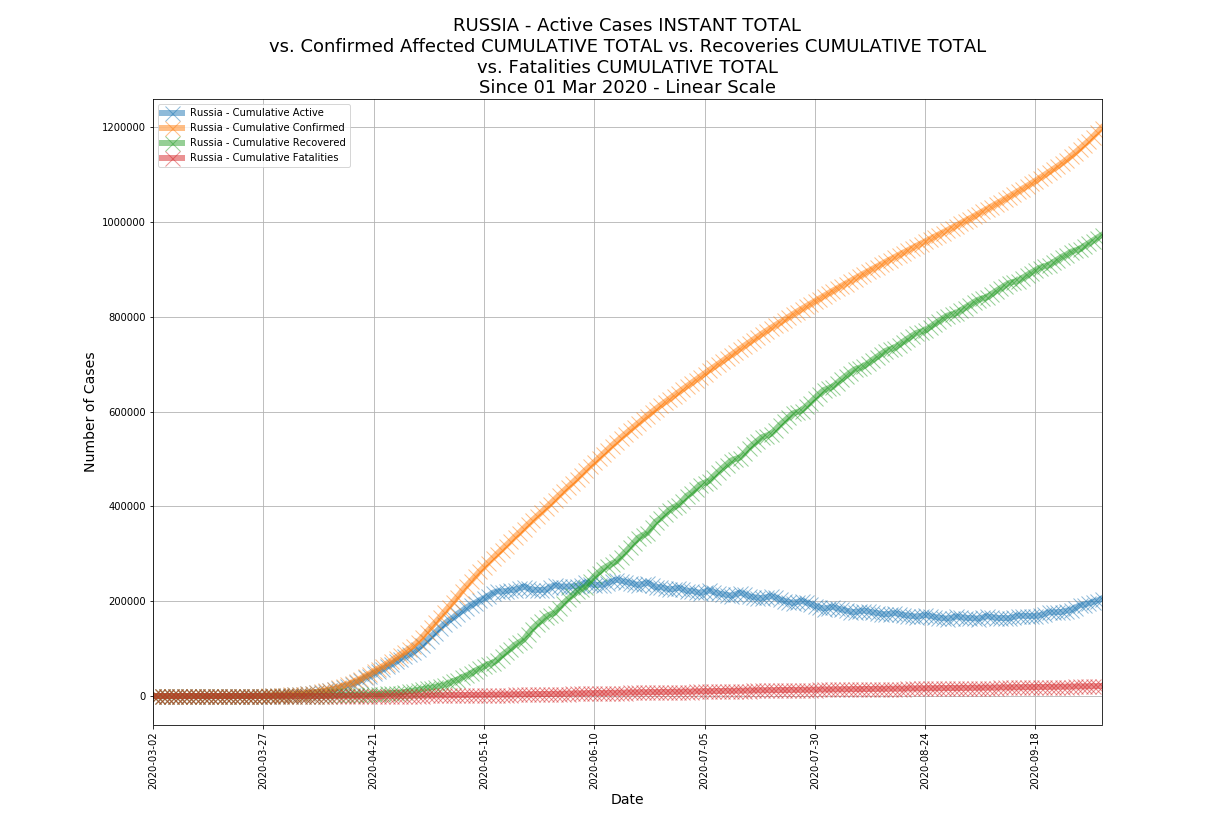 RUSSIA - Active Cases INSTANT TOTAL
vs. Confirmed Affected CUMULATIVE TOTAL vs. Recoveries CUMULATIVE TOTAL
vs. Fatalities CUMULATIVE TOTAL
Since 01 Mar 2020 - Linear Scale
Russia - Cumulative Active
Russia - Cumulative Confirmed
Russia - Cumulative Recovered
Russia - Cumulative Fatalities
Number of Cases
1200000
1000000
800000
600000
400000
200000
0
2020-03-02
2020-03-27
2020-04-21
2020-05-16
2020-06-10
2020-07-05
2020-07-30
2020-08-24
2020-09-18
Date